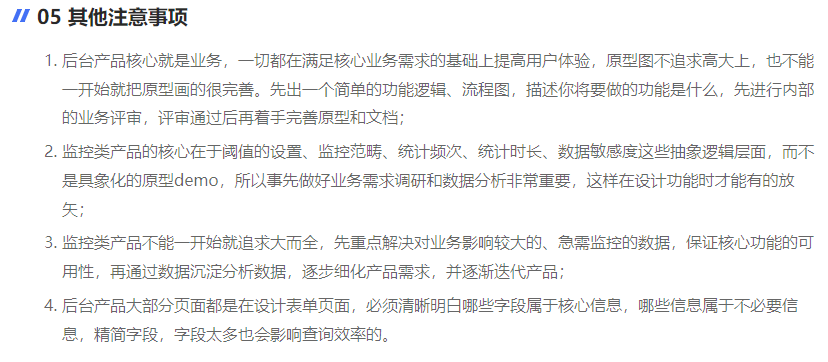 05 其他注意事项
1. 后台产品核心就是业务，一切都在满足核心业务需求的基础上提高用户体验，原型图不追求高大上，也不能
一开始就把原型画的很完善。先出一个简单的功能逻辑、流程图，描述你将要做的功能是什么，先进行内部
的业务评审，评审通过后再着手完善原型和文档；
2. 监控类产品的核心在于阈值的设置、监控范畴、统计频次、统计时长、数据敏感度这些抽象逻辑层面，而不
是具象化的原型demo，所以事先做好业务需求调研和数据分析非常重要，这样在设计功能时才能有的放
矢；
3. 监控类产品不能一开始就追求大而全，先重点解决对业务影响较大的、急需监控的数据，保证核心功能的可
用性，再通过数据沉淀分析数据，逐步细化产品需求，并逐渐迭代产品；
4. 后台产品大部分页面都是在设计表单页面，必须清晰明白哪些字段属于核心信息，哪些信息属于不必要信
息，精简字段，字段太多也会影响查询效率的。